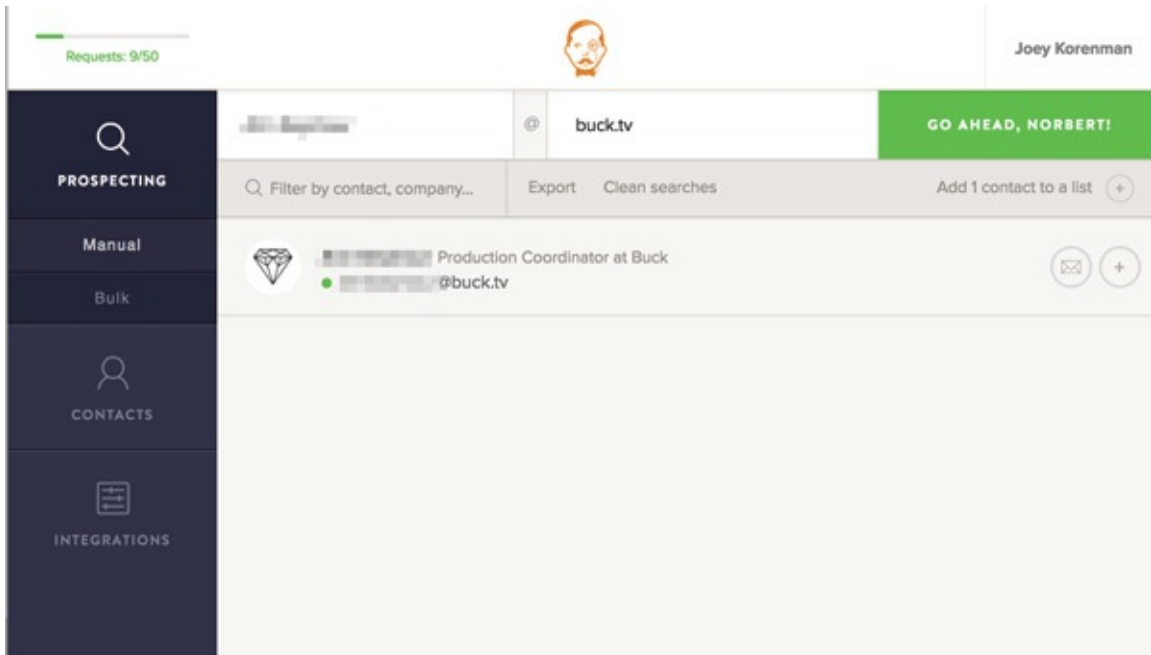 Requests: 9/50
Joey Korenman
@ buck.tv GO AHEAD, NORBERT!
PROSPECTING
Filter by contact, company... Export Clean searches Add 1 contact to a list +
Manual
Production Coordinator at Buck
@buck.tv
Bulk
CONTACTS
INTEGRATIONS